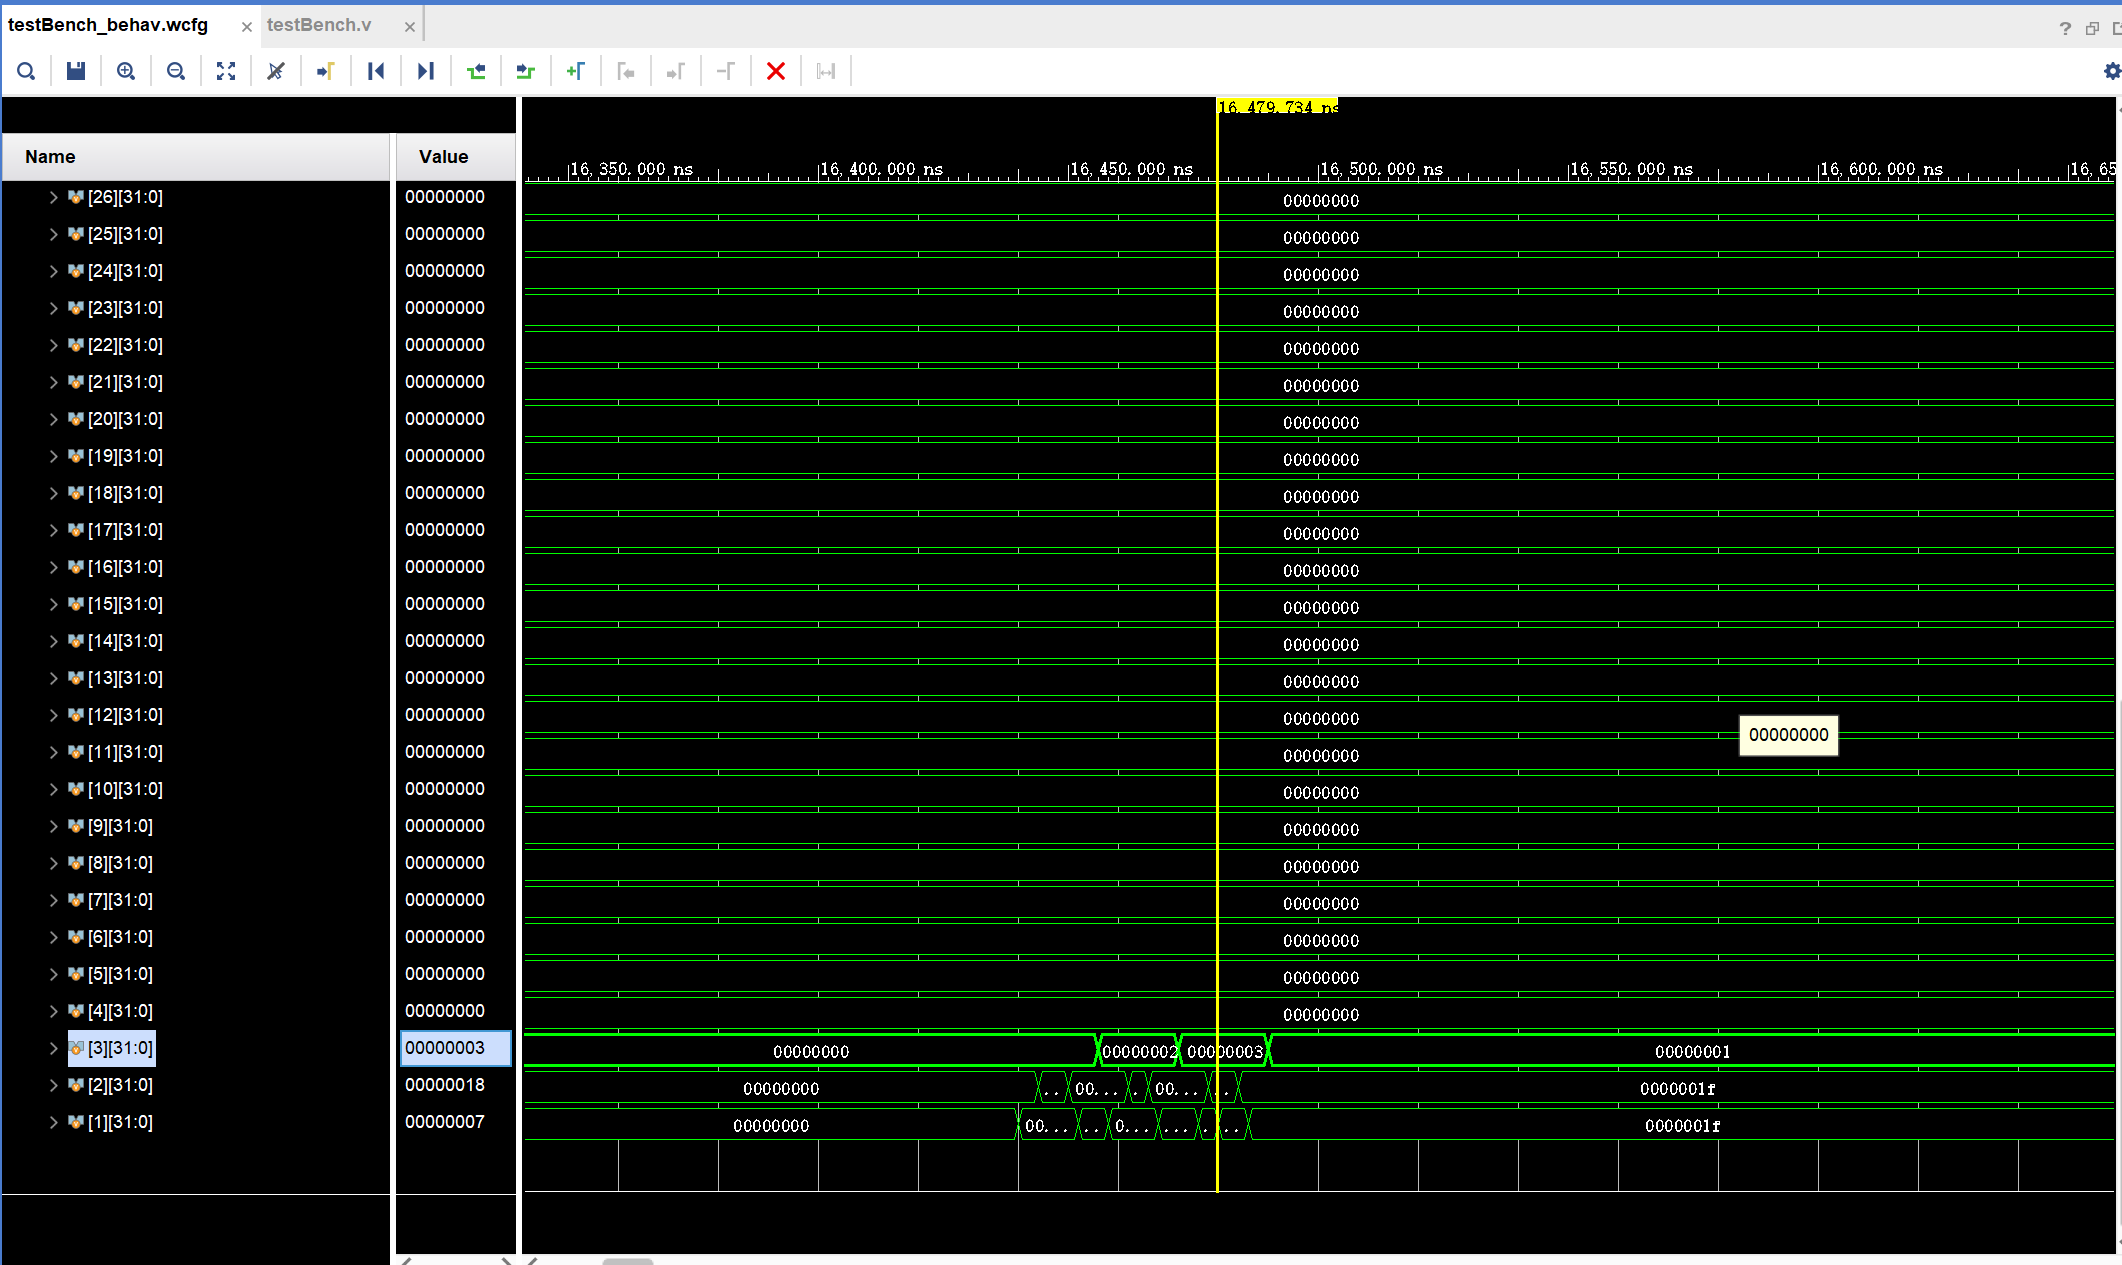 testBench_behav.wcfg × testBench.v ×
?
16,479.734 ns
Name Value
16,350.000 ns 16,400.000 ns 16,450.000 ns 16,500.000 ns 16,550.000 ns 16,600.000 ns 16,65
[26][31:0] 00000000 00000000
[25][31:0] 00000000 00000000
[24][31:0] 00000000 00000000
[23][31:0] 00000000 00000000
[22][31:0] 00000000 00000000
[21][31:0] 00000000 00000000
[20][31:0] 00000000 00000000
[19][31:0] 00000000 00000000
[18][31:0] 00000000 00000000
[17][31:0] 00000000 00000000
[16][31:0] 00000000 00000000
[15][31:0] 00000000 00000000
[14][31:0] 00000000 00000000
[13][31:0] 00000000 00000000
[12][31:0] 00000000 00000000
00000000
[11][31:0] 00000000 00000000
[10][31:0] 00000000 00000000
[9][31:0] 00000000 00000000
[8][31:0] 00000000 00000000
[7][31:0] 00000000 00000000
[6][31:0] 00000000 00000000
[5][31:0] 00000000 00000000
[4][31:0] 00000000 00000000
[3][31:0] 00000003 00000000 00000002 00000003 00000001
[2][31:0] 00000018 00000000 .. 00... . 00... . 0000001f
[1][31:0] 00000007 00000000 00... .. 0... ... . .. 0000001f